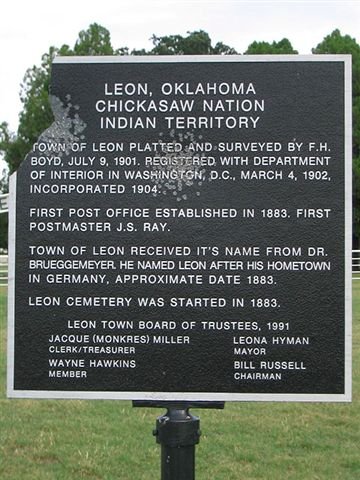 LEON, OKLAHOMA
CHICKASAW NATION
INDIAN TERRITORY
TOWN OF LEON PLATTED AND SURVEYED BY F.H.
BOYD, JULY 9, 1901. REGISTERED WITH DEPARTMENT
OF INTERIOR IN WASHINGTON, D.C., MARCH 4, 1902,
INCORPORATED 1904.
FIRST POST OFFICE ESTABLISHED IN 1883. FIRST
POSTMASTER J.S. RAY.
TOWN OF LEON RECEIVED IT'S NAME FROM DR.
BRUEGGEMEYER. HE NAMED LEON AFTER HIS HOMETOWN
IN GERMANY, APPROXIMATE DATE 1883.
LEON CEMETERY WAS STARTED IN 1883.
LEON TOWN BOARD OF TRUSTEES, 1991
JACQUE (MONKRES) MILLER LEONA HYMAN
CLERK/TREASURER MAYOR
WAYNE HAWKINS BILL RUSSELL
MEMBER CHAIRMAN